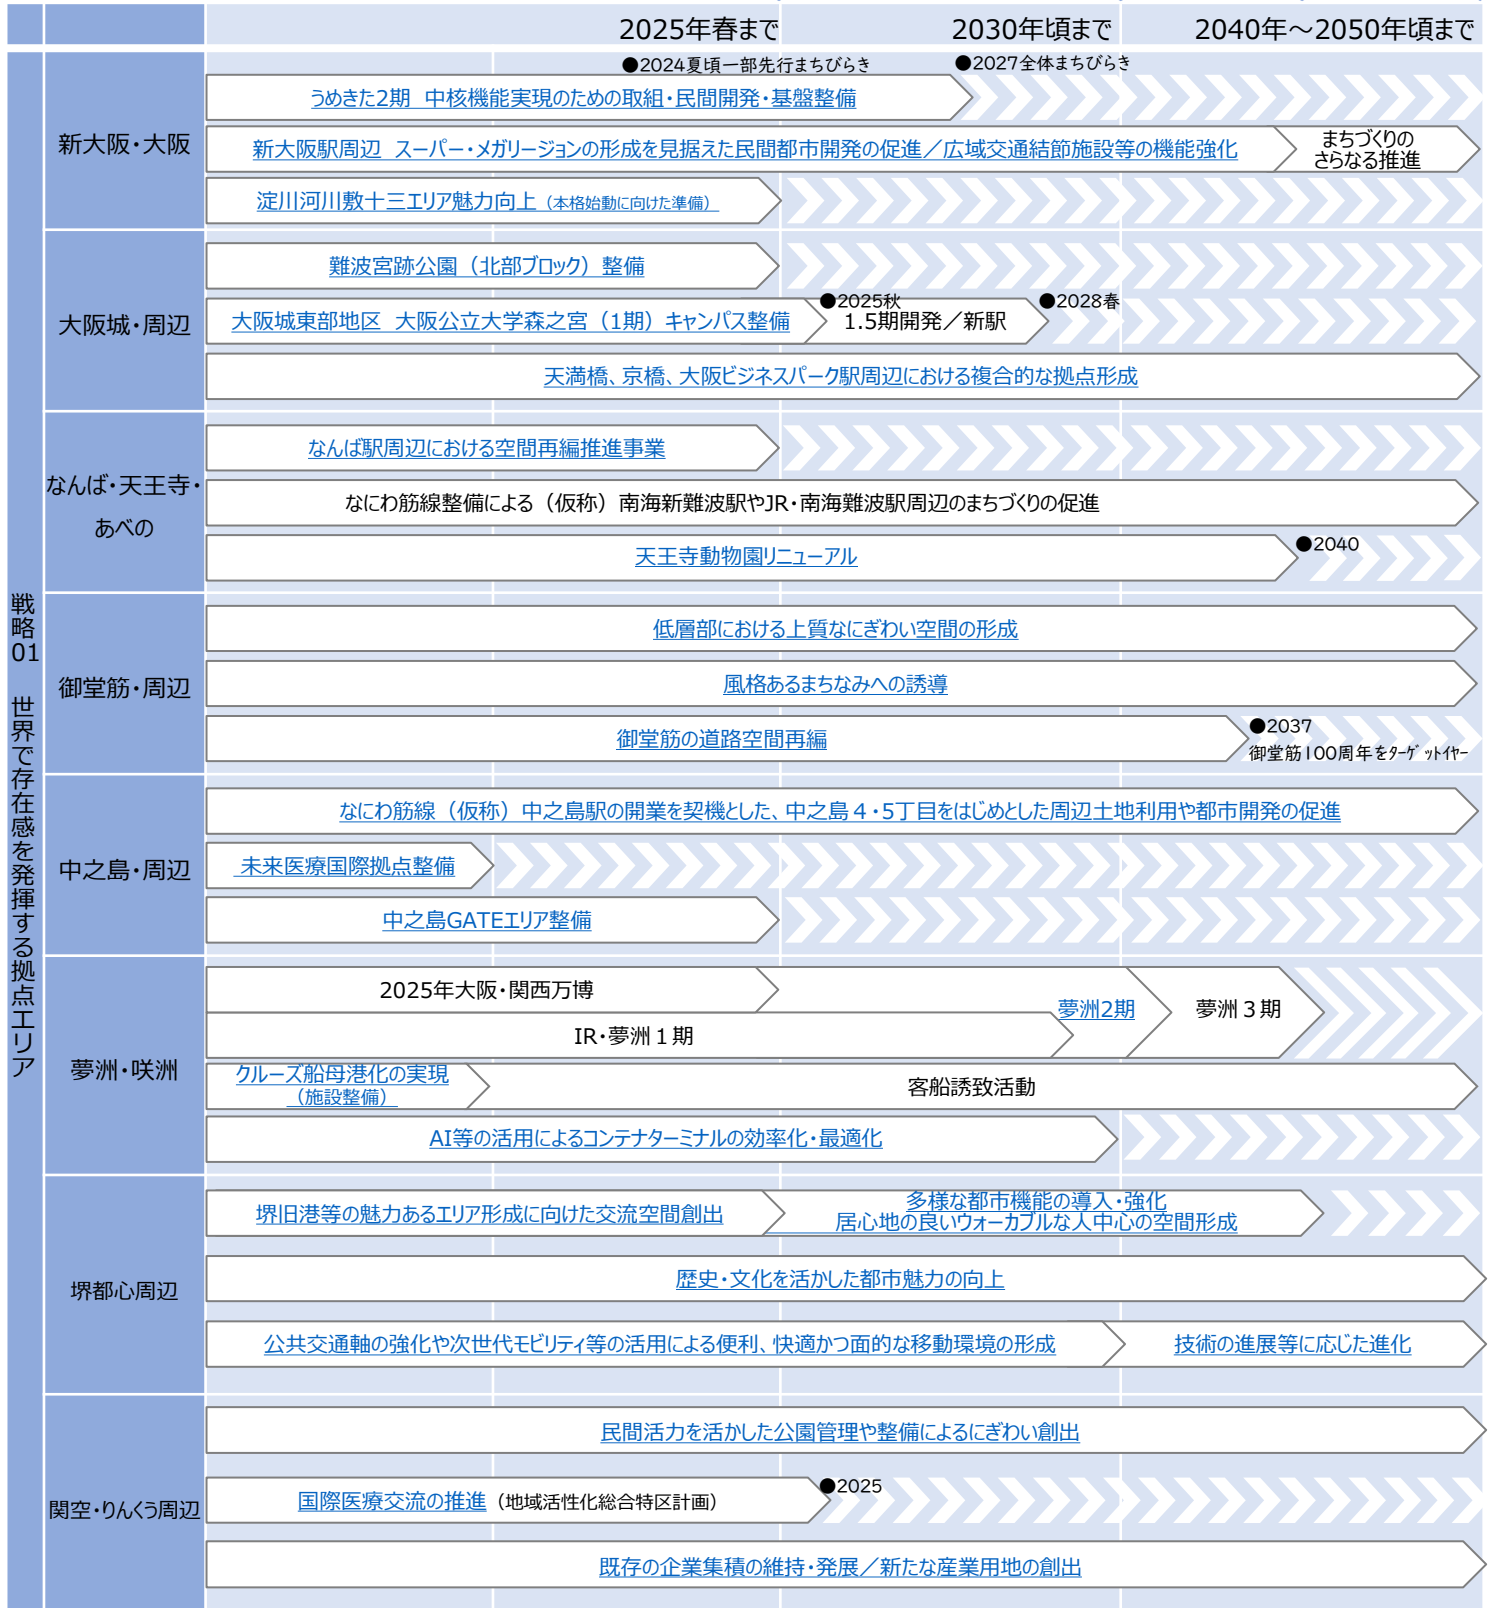 2025年春まで
2030年頃まで
2040年～2050年頃まで
戦略01 世界で存在感を発揮する拠点エリア
新大阪・大阪
●2024夏頃一部先行まちびらき
●2027全体まちびらき
うめきた2期 中核機能実現のための取組・民間開発・基盤整備
新大阪駅周辺 スーパー・メガリージョンの形成を見据えた民間都市開発の促進／広域交通結節施設等の機能強化
まちづくりの
さらなる推進
淀川河川敷十三エリア魅力向上（本格始動に向けた準備）
大阪城・周辺
難波宮跡公園（北部ブロック）整備
●2025秋
●2028春
大阪城東部地区 大阪公立大学森之宮（1期）キャンパス整備
1.5期開発／新駅
天満橋、京橋、大阪ビジネスパーク駅周辺における複合的な拠点形成
なんば・天王寺・
あべの
なんば駅周辺における空間再編推進事業
なにわ筋線整備による（仮称）南海新難波駅やJR・南海難波駅周辺のまちづくりの促進
天王寺動物園リニューアル
●2040
御堂筋・周辺
低層部における上質なにぎわい空間の形成
風格あるまちなみへの誘導
御堂筋の道路空間再編
●2037
御堂筋100周年をターゲットイヤー
中之島・周辺
なにわ筋線（仮称）中之島駅の開業を契機とした、中之島４・5丁目をはじめとした周辺土地利用や都市開発の促進
未来医療国際拠点整備
中之島GATEエリア整備
夢洲・咲洲
2025年大阪・関西万博
IR・夢洲１期
夢洲2期
夢洲３期
クルーズ船母港化の実現
（施設整備）
客船誘致活動
AI等の活用によるコンテナターミナルの効率化・最適化
堺都心周辺
堺旧港等の魅力あるエリア形成に向けた交流空間創出
多様な都市機能の導入・強化
居心地の良いウォーカブルな人中心の空間形成
歴史・文化を活かした都市魅力の向上
公共交通軸の強化や次世代モビリティ等の活用による便利、快適かつ面的な移動環境の形成
技術の進展等に応じた進化
関空・りんくう周辺
民間活力を活かした公園管理や整備によるにぎわい創出
国際医療交流の推進（地域活性化総合特区計画）
●2025
既存の企業集積の維持・発展／新たな産業用地の創出